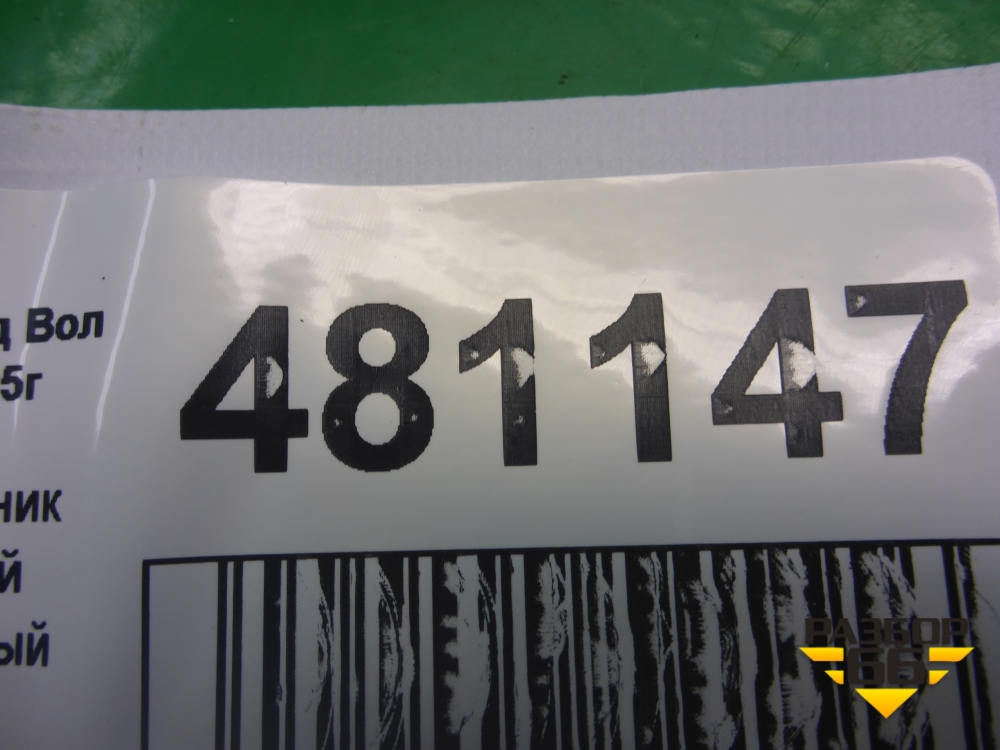 д Вол
5г
481147
ник
й
ый
РАЗБОР
66